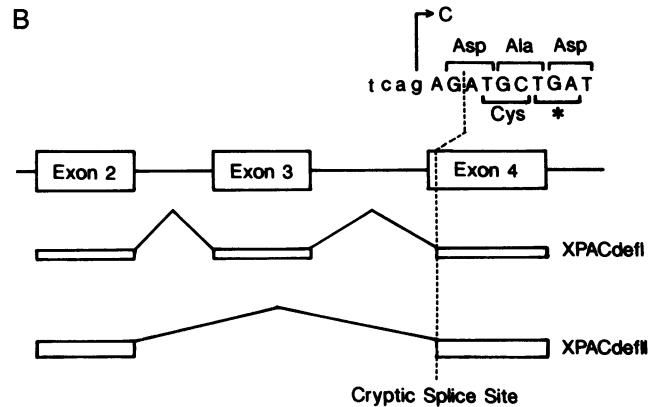 B
C
Asp Ala Asp
tcag AGATGCTGAT
Cys *
Exon 2 Exon 3 Exon 4
XPACdefI
XPACdefII
Cryptic Splice Site